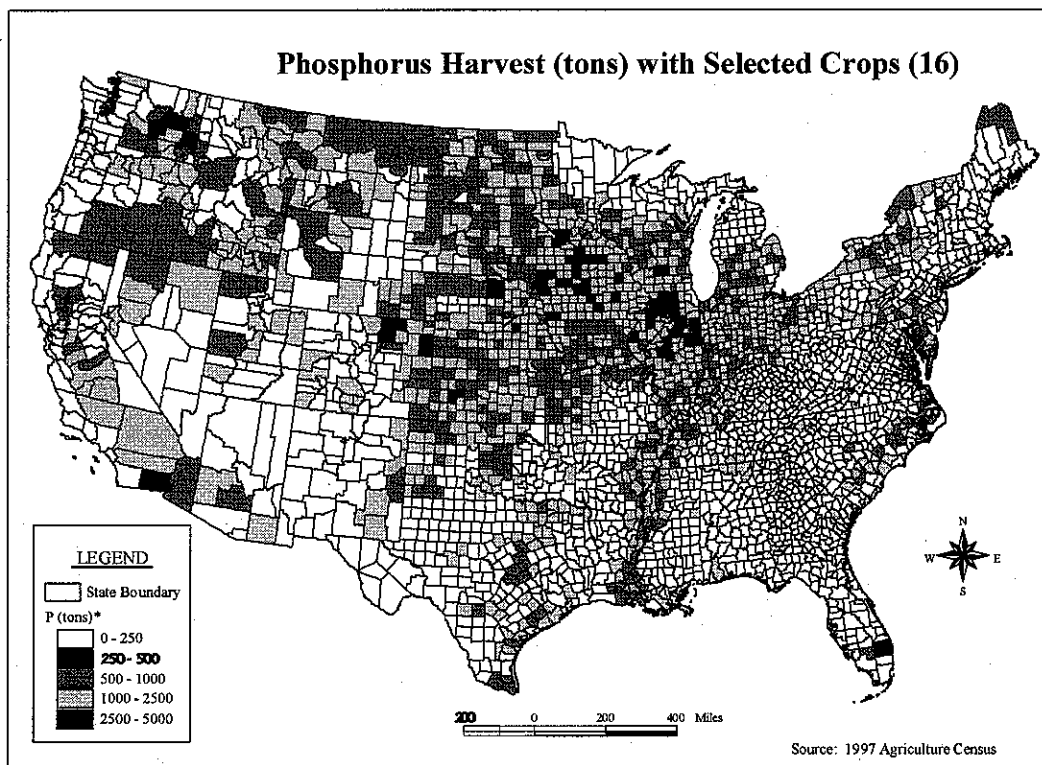 Phosphorus Harvest (tons) with Selected Crops (16)
N
W E
S
LEGEND
State Boundary
P (tons)*
0 - 250
250 - 500
500 - 1000
1000 - 2500
2500 - 5000
200 0 200 400 Miles
Source: 1997 Agriculture Census